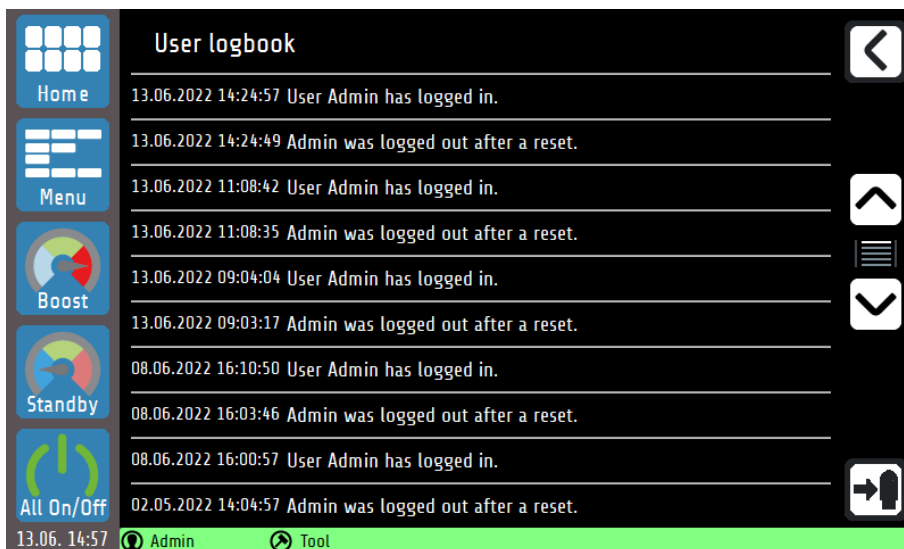 User logbook
Home
13.06.2022 14:24:57 User Admin has logged in.
13.06.2022 14:24:49 Admin was logged out after a reset.
Menu
13.06.2022 11:08:42 User Admin has logged in.
13.06.2022 11:08:35 Admin was logged out after a reset.
13.06.2022 09:04:04 User Admin has logged in.
Boost
13.06.2022 09:03:17 Admin was logged out after a reset.
08.06.2022 16:10:50 User Admin has logged in.
Standby
08.06.2022 16:03:46 Admin was logged out after a reset.
08.06.2022 16:00:57 User Admin has logged in.
All On/Off
02.05.2022 14:04:57 Admin was logged out after a reset.
13.06. 14:57 Admin Tool